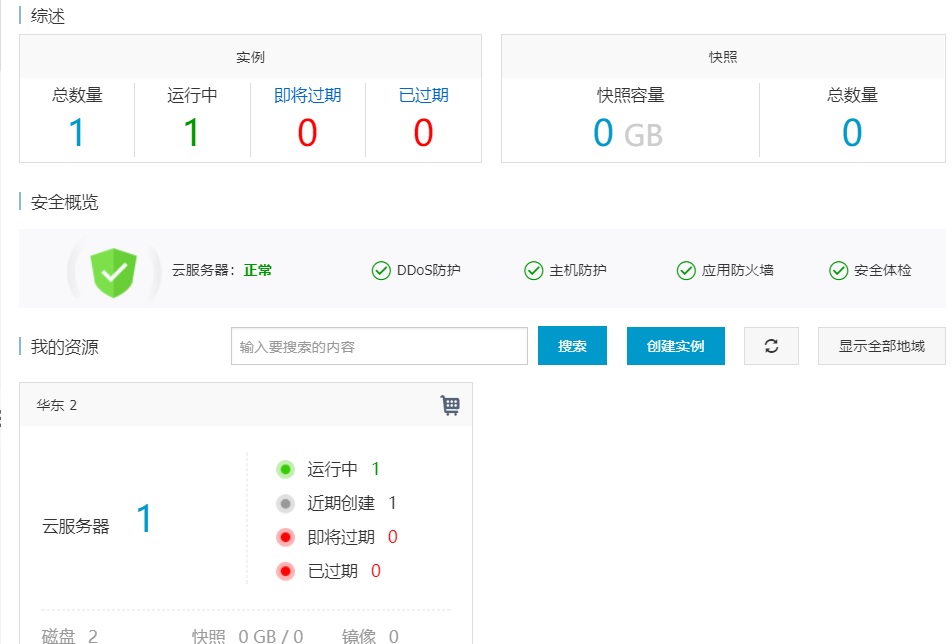 综述
实例
快照
总数量 运行中 即将过期 已过期
1 1 0 0
快照容量 总数量
0 GB 0
安全概览
云服务器：正常 DDoS防护 主机防护 应用防火墙 安全体检
我的资源 输入要搜索的内容 搜索 创建实例 显示全部地域
华东 2
云服务器 1
运行中 1
近期创建 1
即将过期 0
已过期 0
磁盘 2 快照 0 GB / 0 镜像 0